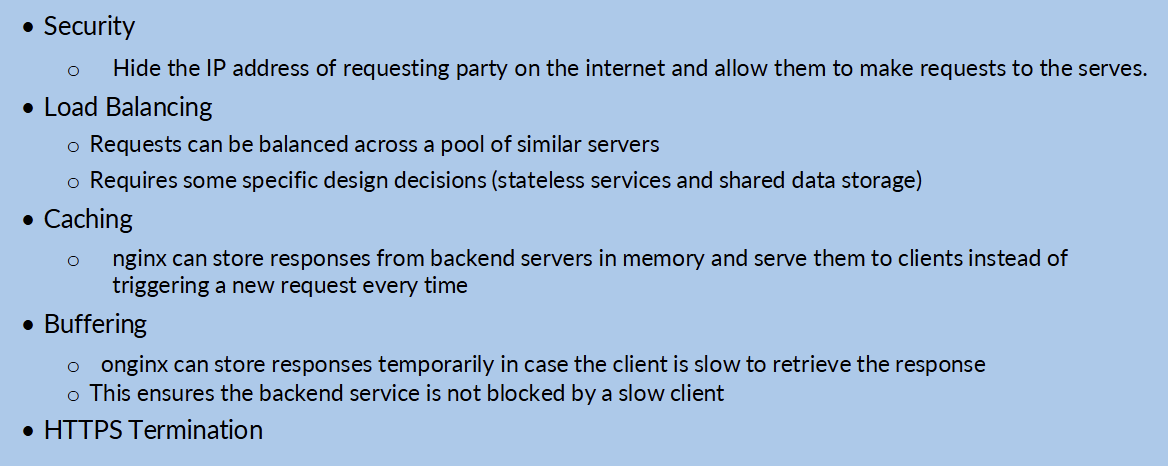 • Security
o Hide the IP address of requesting party on the internet and allow them to make requests to the serves.
• Load Balancing
o Requests can be balanced across a pool of similar servers
o Requires some specific design decisions (stateless services and shared data storage)
• Caching
o nginx can store responses from backend servers in memory and serve them to clients instead of
triggering a new request every time
• Buffering
o onginx can store responses temporarily in case the client is slow to retrieve the response
o This ensures the backend service is not blocked by a slow client
• HTTPS Termination